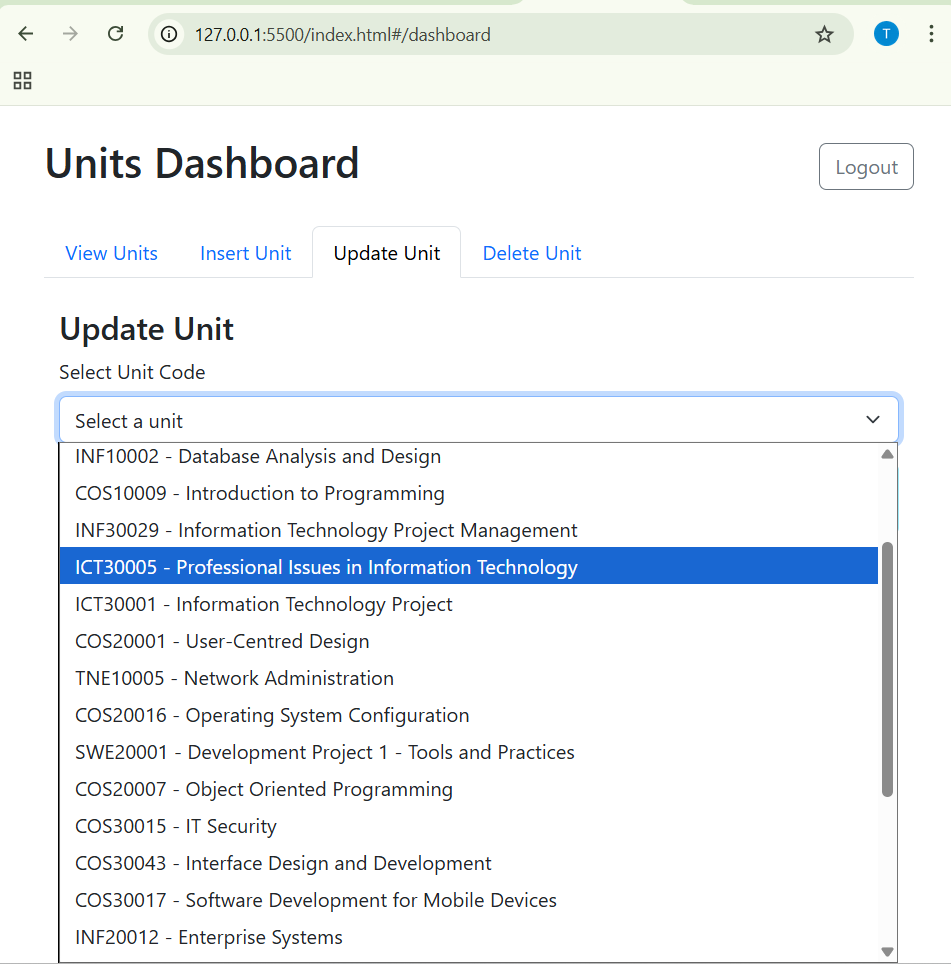 127.0.0.1:5500/index.html#/dashboard
T
Units Dashboard
Logout
View Units
Insert Unit
Update Unit
Delete Unit
Update Unit
Select Unit Code
Select a unit
INF10002 - Database Analysis and Design
COS10009 - Introduction to Programming
INF30029 - Information Technology Project Management
ICT30005 - Professional Issues in Information Technology
ICT30001 - Information Technology Project
COS20001 - User-Centred Design
TNE10005 - Network Administration
COS20016 - Operating System Configuration
SWE20001 - Development Project 1 - Tools and Practices
COS20007 - Object Oriented Programming
COS30015 - IT Security
COS30043 - Interface Design and Development
COS30017 - Software Development for Mobile Devices
INF20012 - Enterprise Systems